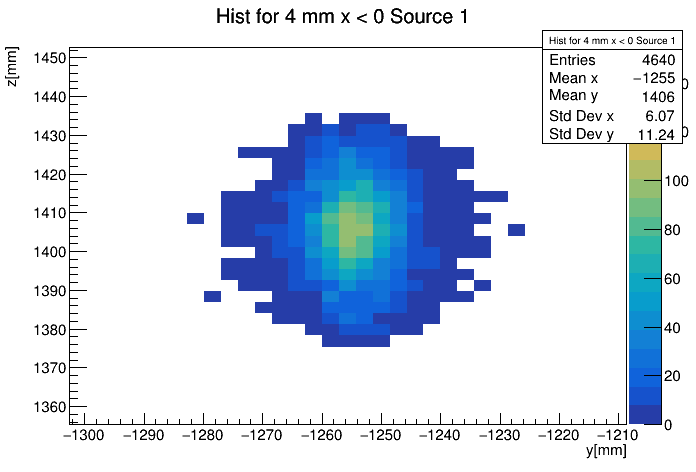 Hist for 4 mm x < 0 Source 1
Hist for 4 mm x < 0 Source 1
Entries 4640
Mean x −1255
Mean y 1406
Std Dev x 6.07
Std Dev y 11.24
z[mm]
1450
1440
1430
1420
1410
1400
1390
1380
1370
1360
−1300 −1290 −1280 −1270 −1260 −1250 −1240 −1230 −1220 −1210
y[mm]
100
80
60
40
20
0